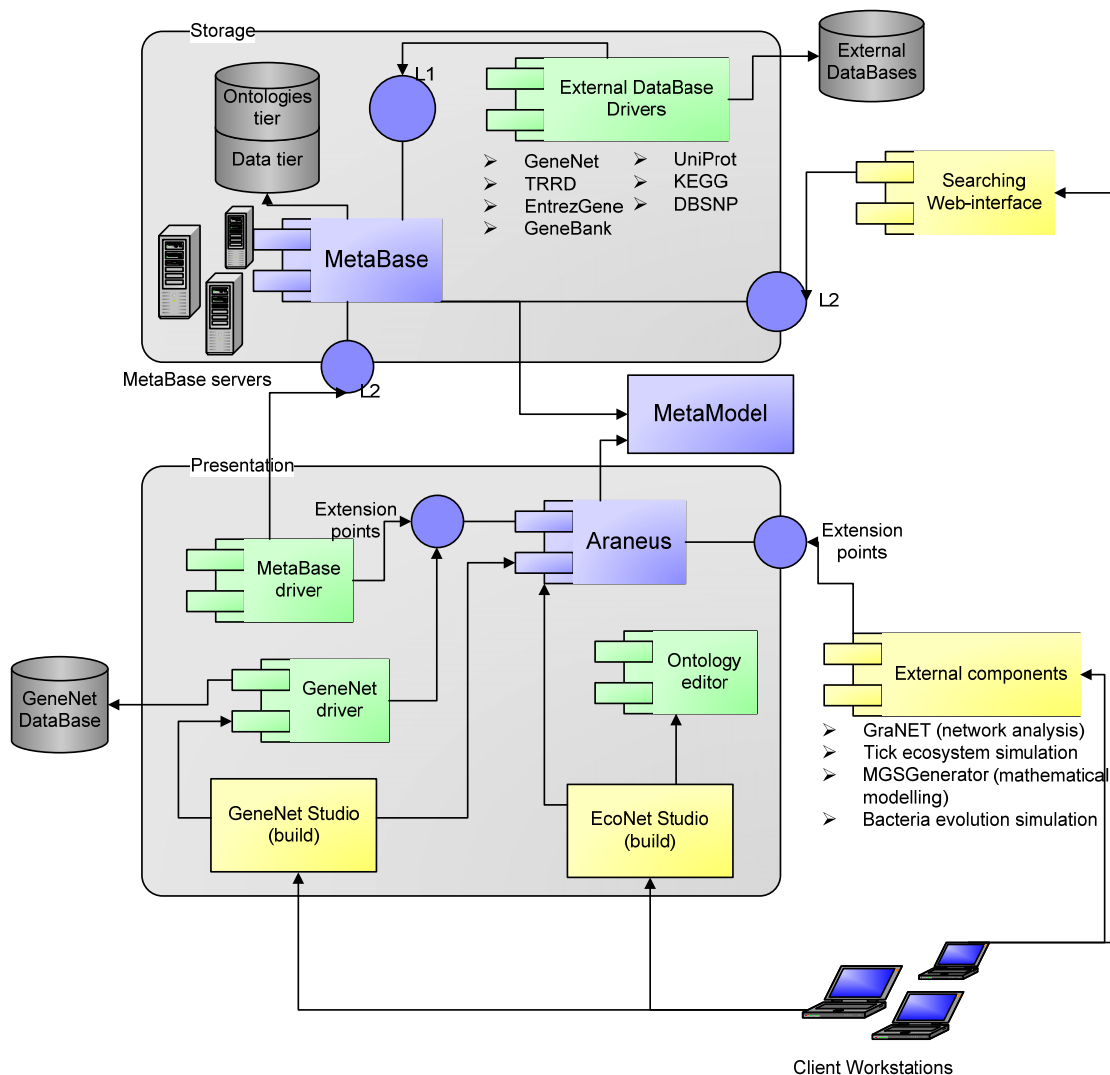 Storage
External
DataBases
L1
Ontologies
tier
Data tier
External DataBase
Drivers
GeneNet
TRRD
EntrezGene
GeneBank
UniProt
KEGG
DBSNP
Searching
Web-interface
MetaBase
L2
MetaBase servers
L2
MetaModel
Presentation
Extension
points
Araneus
Extension
points
MetaBase
driver
GeneNet
DataBase
GeneNet
driver
Ontology
editor
External components
GraNET (network analysis)
Tick ecosystem simulation
MGSGenerator (mathematical
modelling)
Bacteria evolution simulation
GeneNet Studio
(build)
EcoNet Studio
(build)
Client Workstations